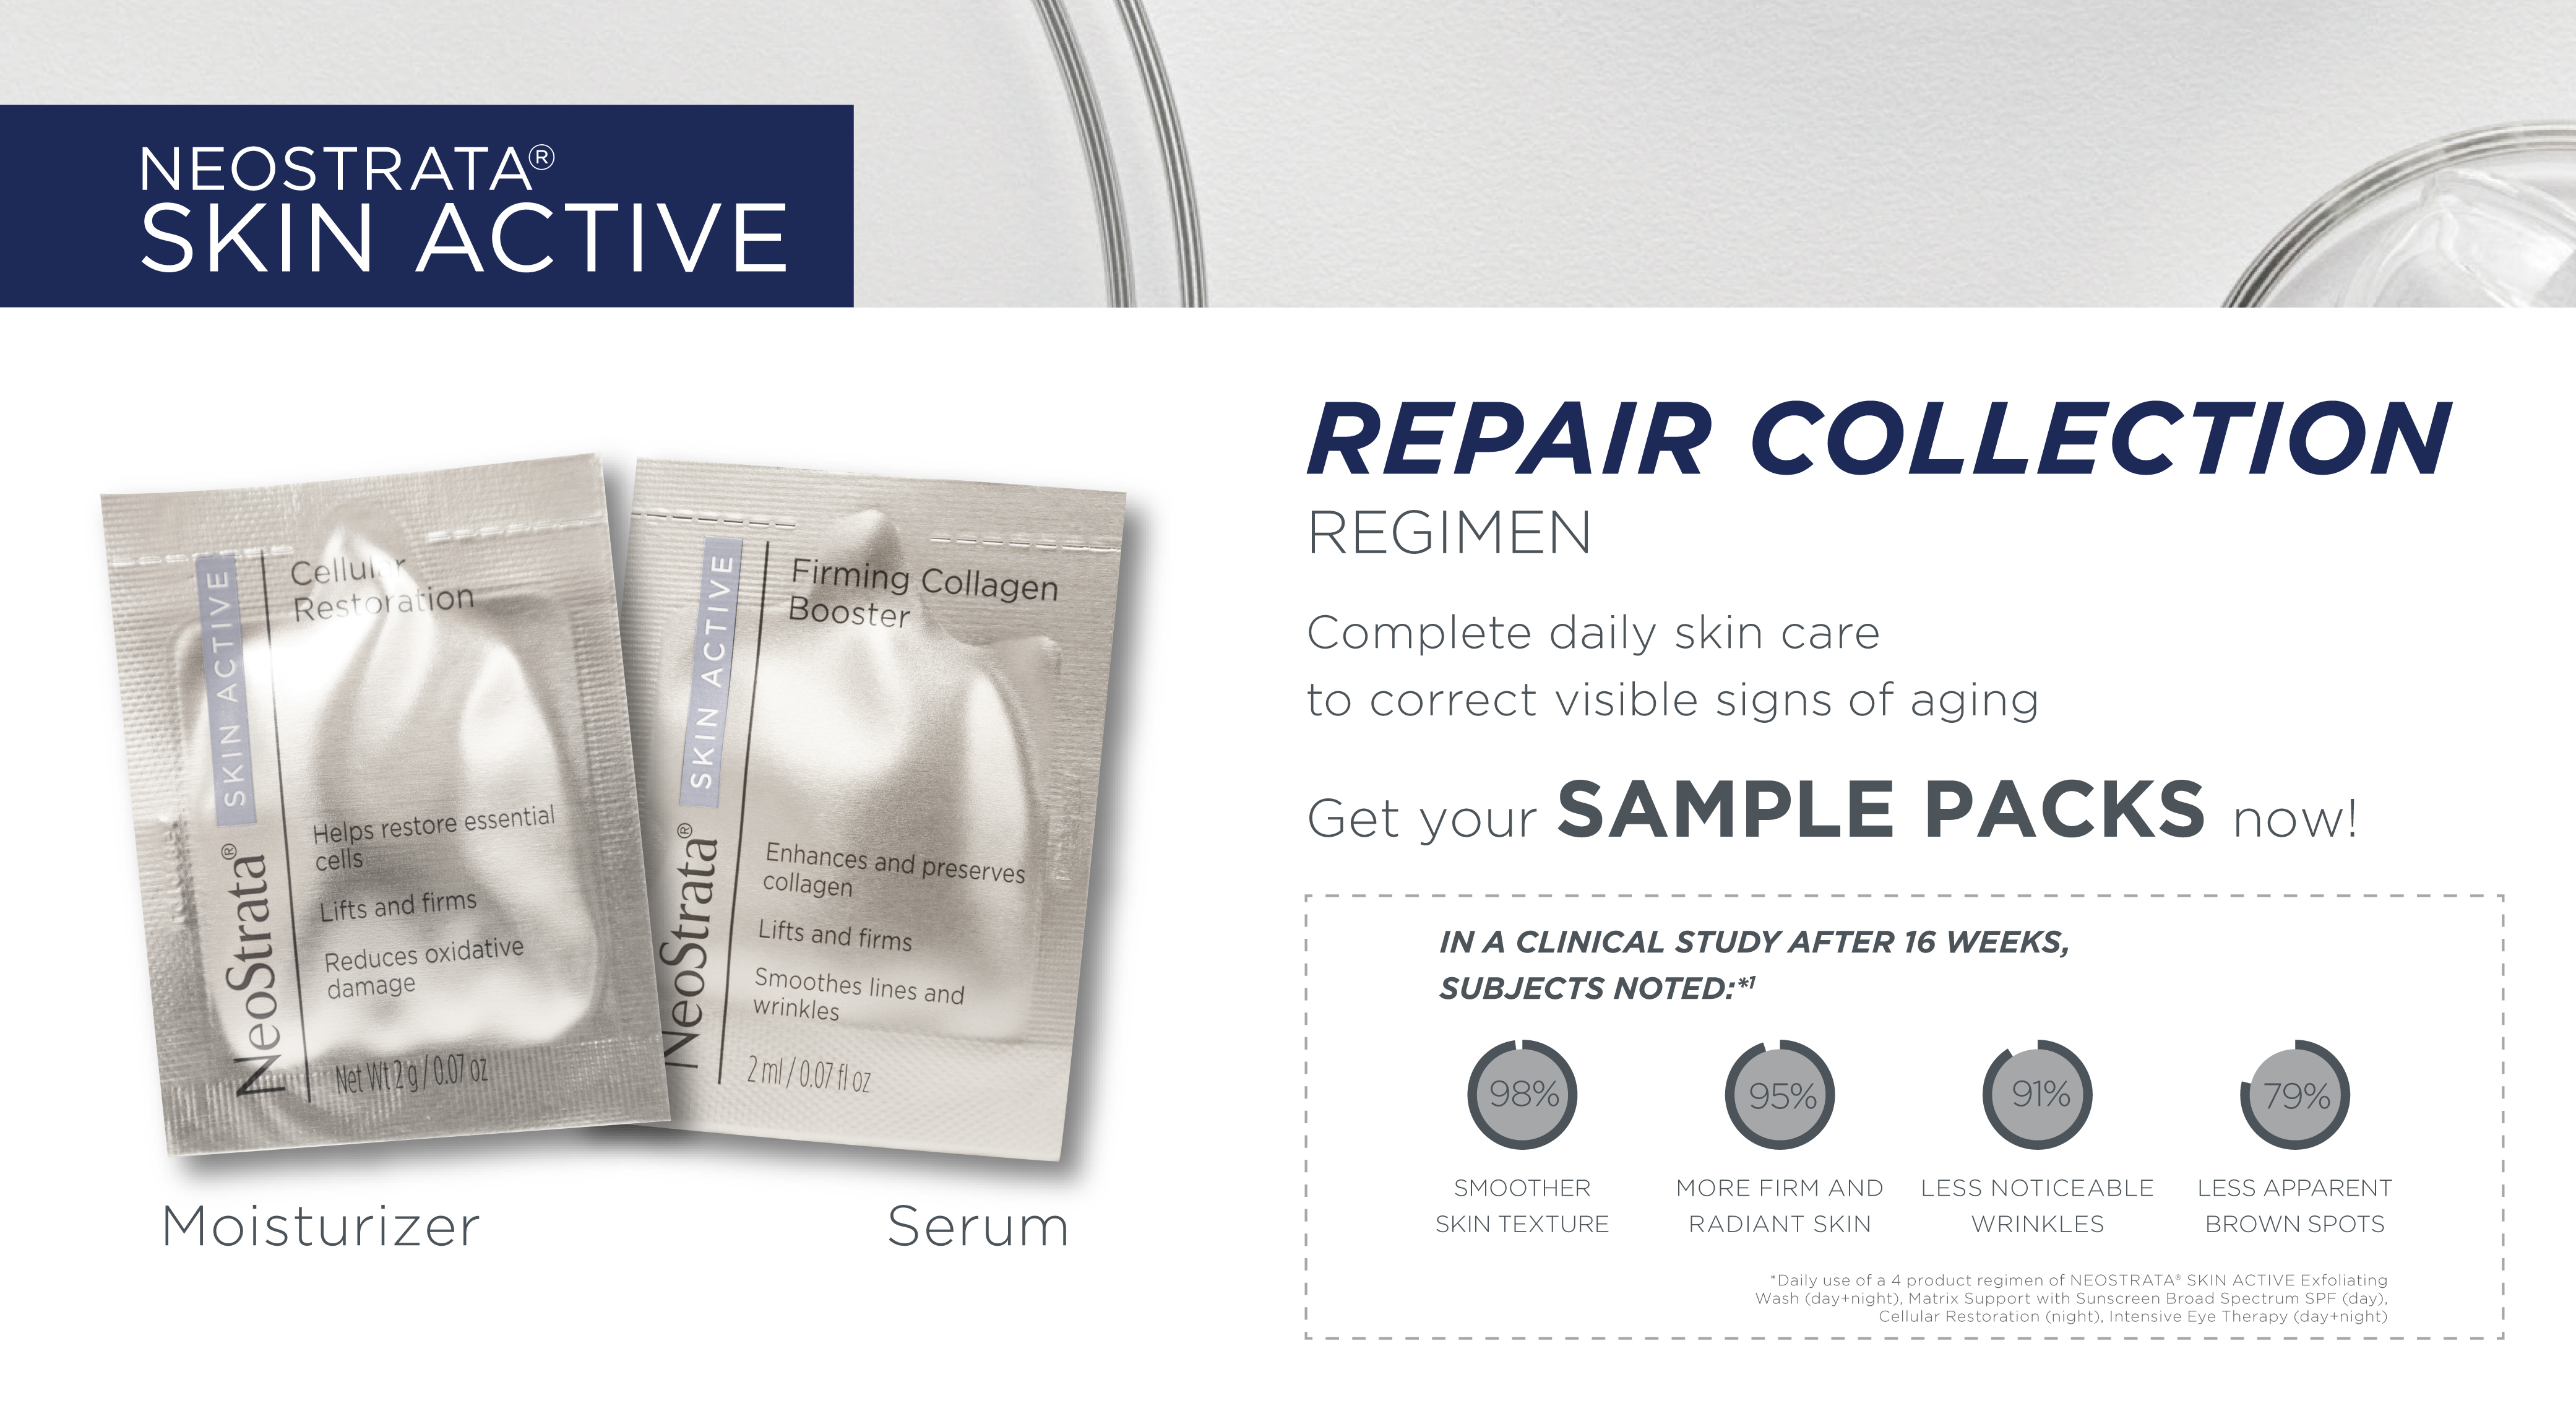 NEOSTRATA®
SKIN ACTIVE
SKIN ACTIVE
NeoStrata®
Cellular
Restoration
Helps restore essential
cells
Lifts and firms
Reduces oxidative
damage
Net Wt 2 g / 0.07 oz
SKIN ACTIVE
NeoStrata®
Firming Collagen
Booster
Enhances and preserves
collagen
Lifts and firms
Smoothes lines and
wrinkles
2 ml / 0.07 fl oz
Moisturizer
Serum
REPAIR COLLECTION
REGIMEN
Complete daily skin care
to correct visible signs of aging
Get your SAMPLE PACKS now!
IN A CLINICAL STUDY AFTER 16 WEEKS,
SUBJECTS NOTED:*1
98%
SMOOTHER
SKIN TEXTURE
95%
MORE FIRM AND
RADIANT SKIN
91%
LESS NOTICEABLE
WRINKLES
79%
LESS APPARENT
BROWN SPOTS
*Daily use of a 4 product regimen of NEOSTRATA® SKIN ACTIVE Exfoliating
Wash (day+night), Matrix Support with Sunscreen Broad Spectrum SPF (day),
Cellular Restoration (night), Intensive Eye Therapy (day+night)